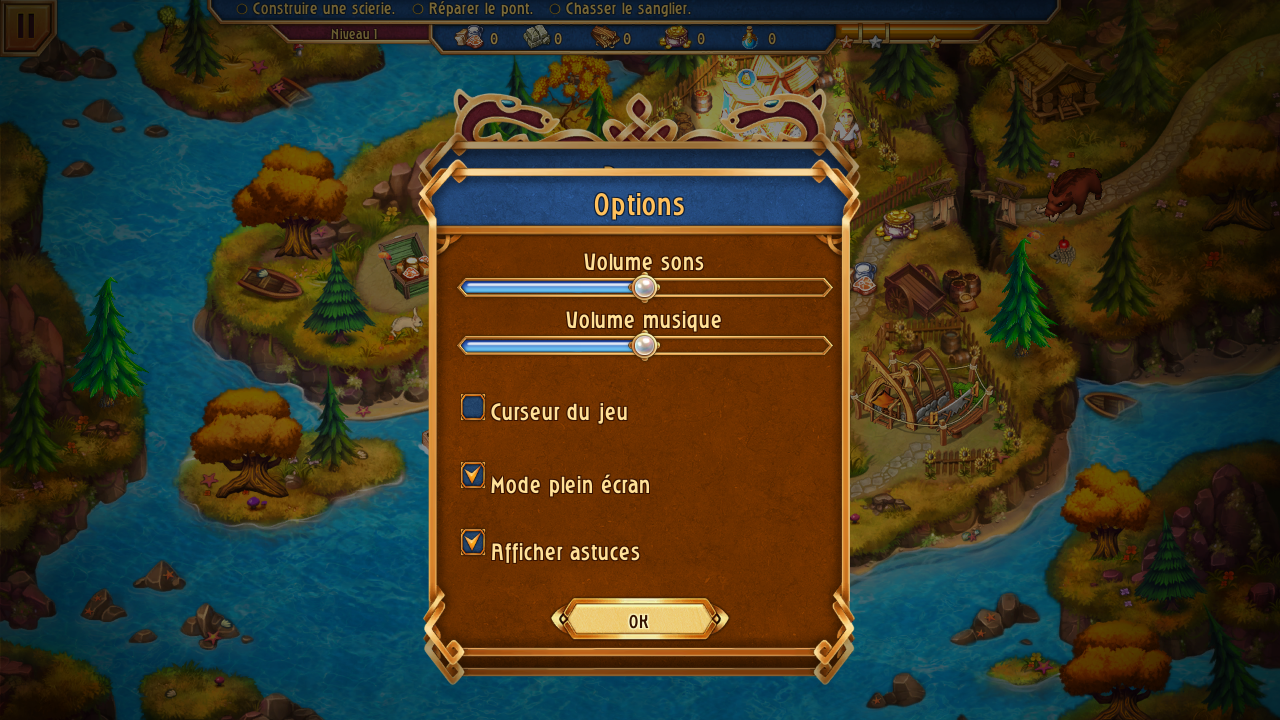 Construire une scierie. Réparer le pont. Chasser le sanglier.
Niveau 1
0 0 0 0 0
Options
Volume sons
Volume musique
Curseur du jeu
Mode plein écran
Afficher astuces
OK